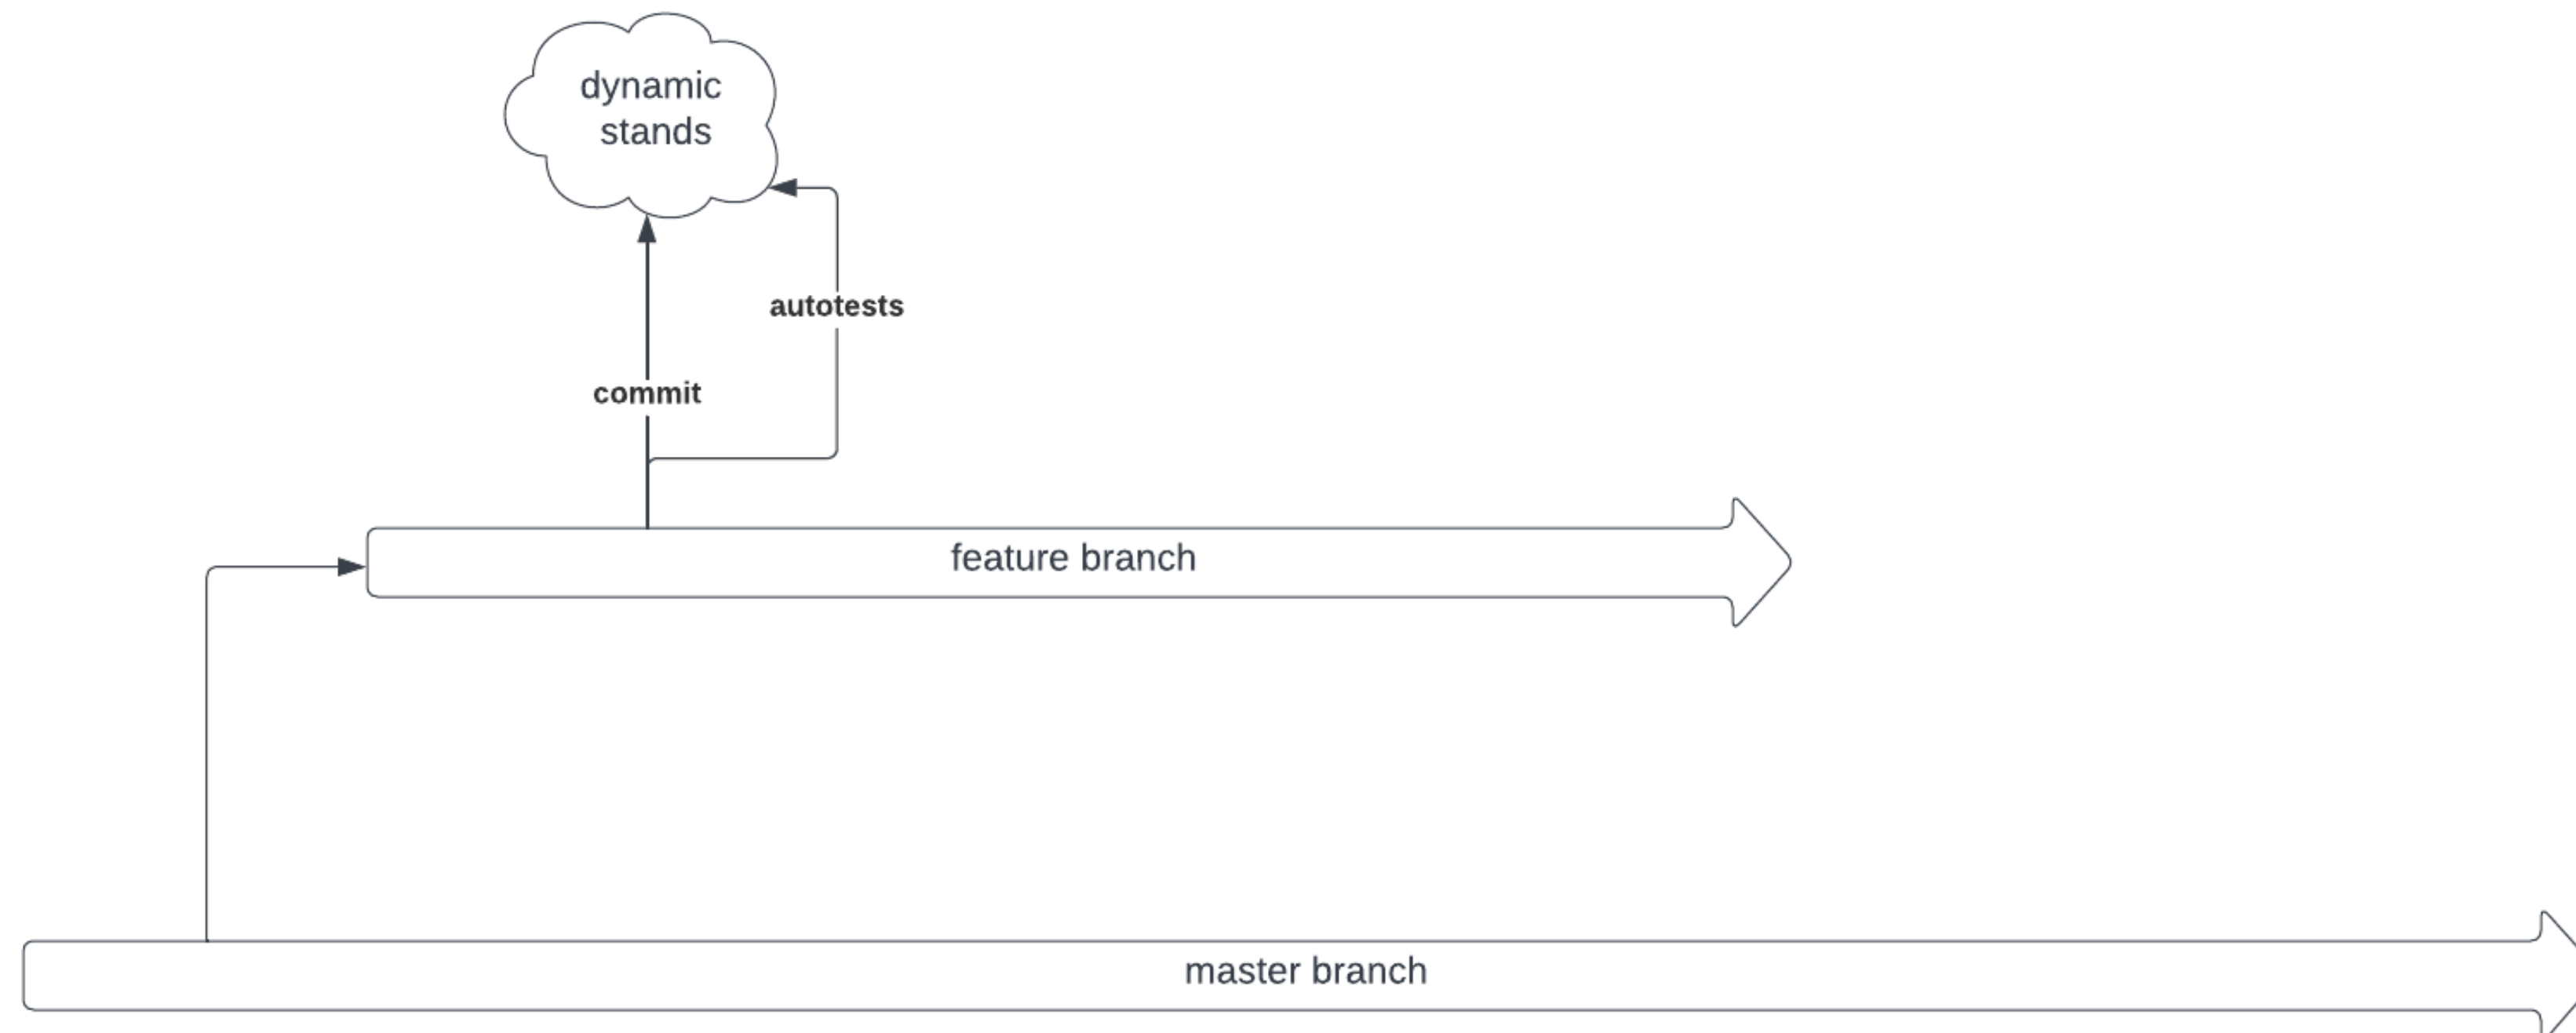 dynamic
stands
autotests
commit
feature branch
master branch